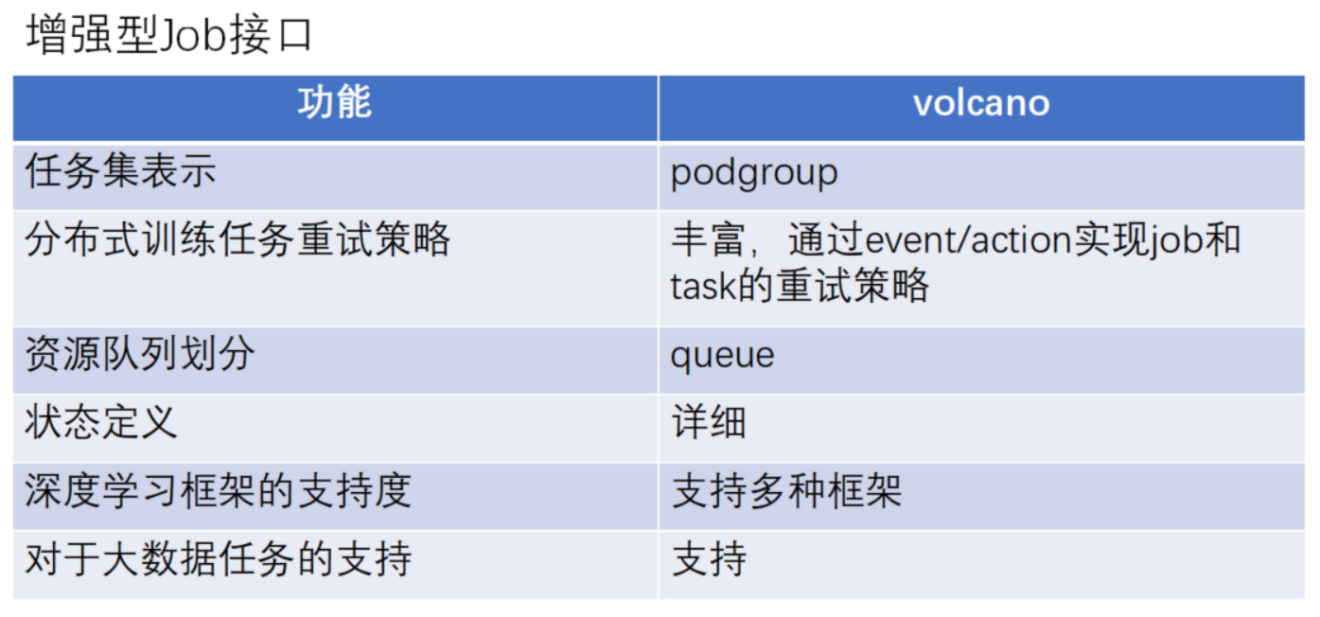 增强型Job接口
功能
volcano
任务集表示
podgroup
分布式训练任务重试策略
丰富，通过event/action实现job和
task的重试策略
资源队列划分
queue
状态定义
详细
深度学习框架的支持度
支持多种框架
对于大数据任务的支持
支持